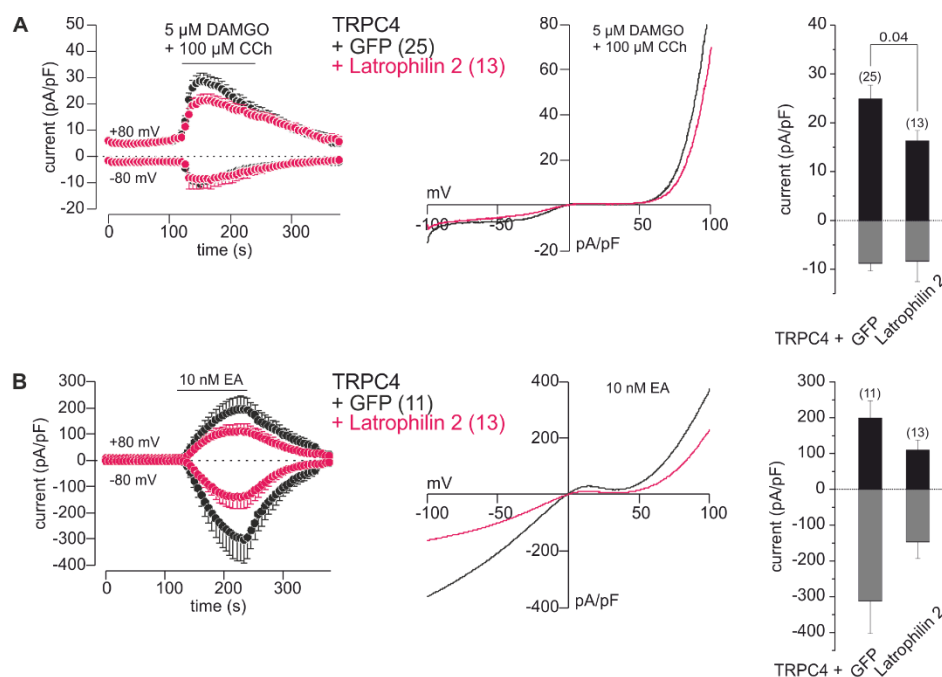 A
5 µM DAMGO
+ 100 µM CCh
current (pA/pF)
50
40
30
20
10
0
-10
20
+80 mV
-80 mV
0
100
200
300
time (s)
TRPC4
+ GFP (25)
+ Latrophilin 2 (13)
5 µM DAMGO
+ 100 µM CCh
80
60
40
20
-20
mV
-100
-50
0
50
100
pA/pF
0.04
(25)
(13)
current (pA/pF)
40
30
20
10
0
-10
TRPC4 +
GFP
Latrophilin 2
B
10 nM EA
current (pA/pF)
300
200
100
0
-100
-200
-300
-400
+80 mV
-80 mV
0
100
200
300
time (s)
TRPC4
+ GFP (11)
+ Latrophilin 2 (13)
10 nM EA
400
200
-200
-400
mV
-100
-50
0
50
100
pA/pF
(11)
(13)
current (pA/pF)
300
200
100
0
-100
-200
-300
-400
TRPC4 +
GFP
Latrophilin 2